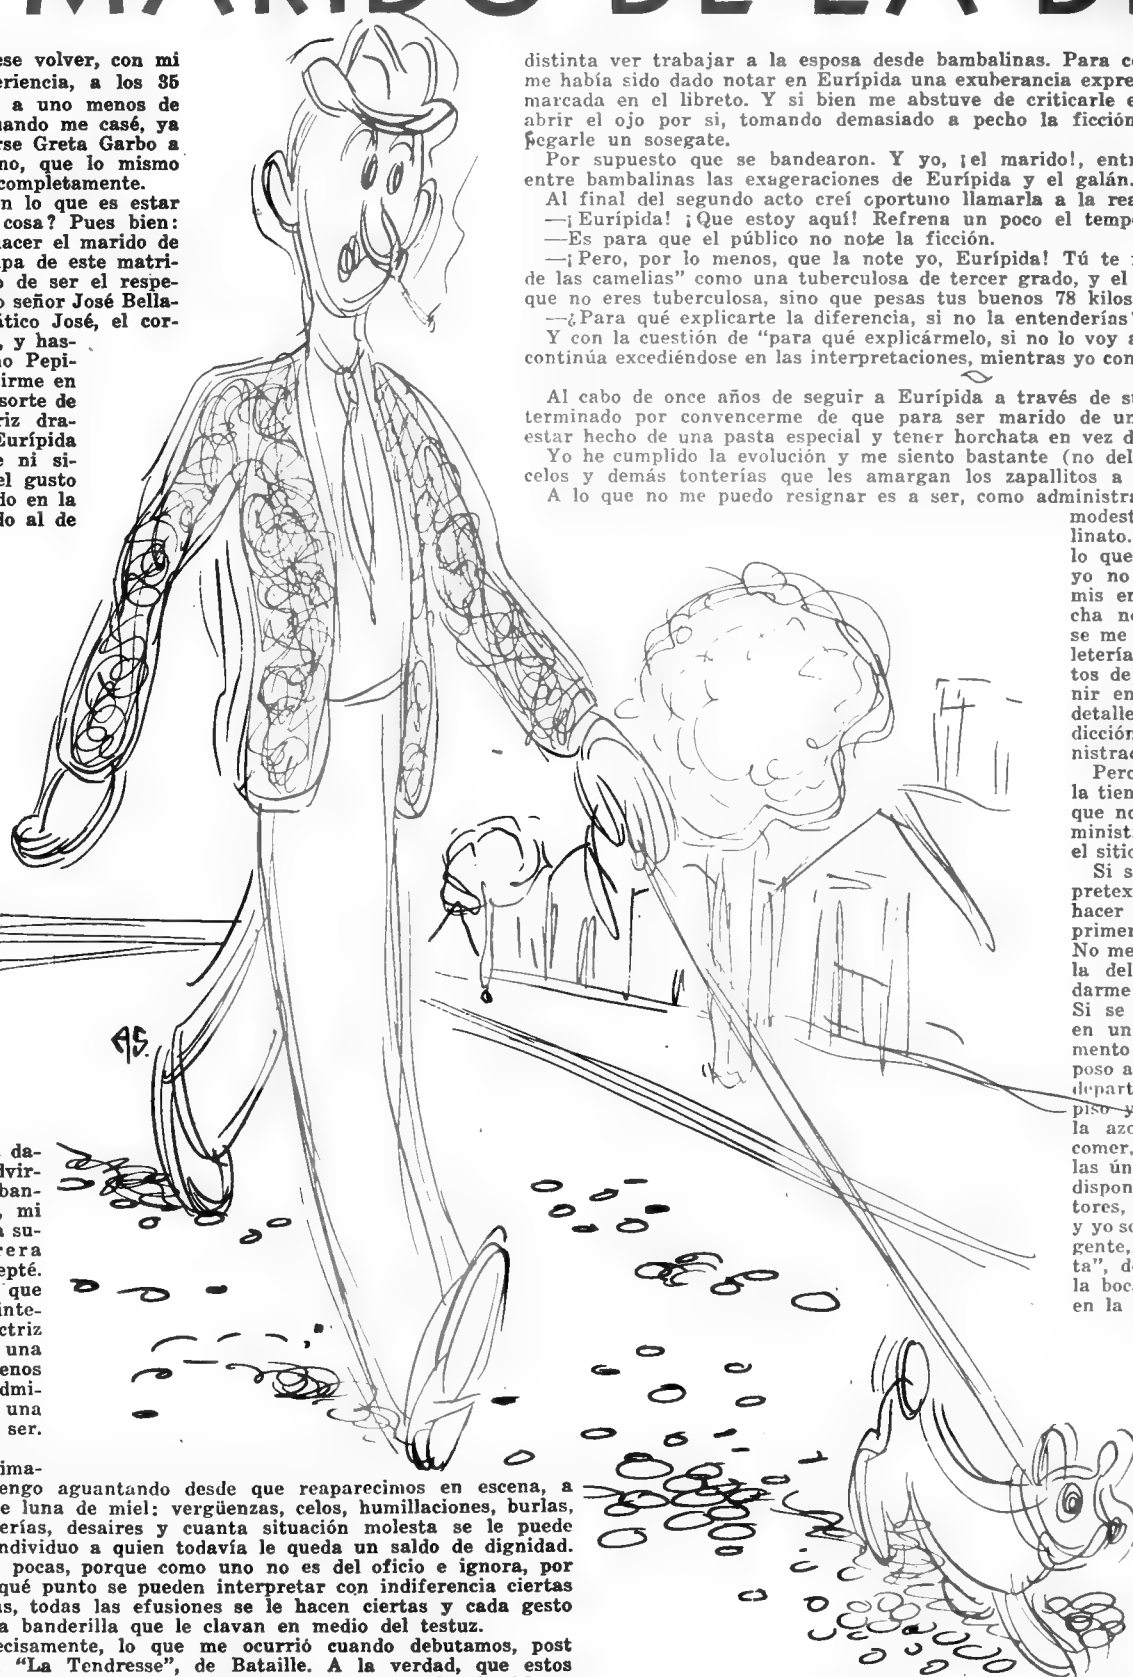 MARIDO DE LA D
ese volver, con mi
eriencia, a los 35
a uno menos de
uando me casé, ya
rse Greta Garbo a
no, que lo mismo
completamente.
n lo que es estar
cosa? Pues bien:
hacer el marido de
pa de este matri-
o de ser el respe-
o señor José Bella-
ático José, el cor-
, y has-
no Pepi-
irme en
sorte de
riz dra-
Eurípida
e ni si-
el gusto
do en la
do al de
da-
dvir-
ban-
, mi
a su-
rera
epté.
que
inte-
ctriz
una
enos
dmi-
una
ser.
ima-
engo aguantando desde que reaparecimos en escena, a
e luna de miel: vergüenzas, celos, humillaciones, burlas,
erías, desaires y cuanta situación molesta se le puede
ndividuo a quien todavía le queda un saldo de dignidad.
pocas, porque como uno no es del oficio e ignora, por
qué punto se pueden interpretar con indiferencia ciertas
as, todas las efusiones se le hacen ciertas y cada gesto
a banderilla que le clavan en medio del testuz.
ecisamente, lo que me ocurrió cuando debutamos, post
"La Tendresse", de Bataille. A la verdad, que estos
distinta ver trabajar a la esposa desde bambalinas. Para c
me había sido dado notar en Eurípida una exuberancia expre
marcada en el libreto. Y si bien me abstuve de criticarle e
abrir el ojo por si, tomando demasiado a pecho la ficción
pegarle un sosegate.
Por supuesto que se bandearon. Y yo, ¡el marido!, entr
entre bambalinas las exageraciones de Eurípida y el galán.
Al final del segundo acto creí oportuno llamarla a la rea
—¡Eurípida! ¡Que estoy aquí! Refrena un poco el temp
—Es para que el público no note la ficción.
—¡Pero, por lo menos, que la note yo, Eurípida! Tú te
de las camelias" como una tuberculosa de tercer grado, y el
que no eres tuberculosa, sino que pesas tus buenos 78 kilos
—¿Para qué explicarte la diferencia, si no la entenderías
Y con la cuestión de "para qué explicármelo, si no lo voy a
continúa excediéndose en las interpretaciones, mientras yo con
Al cabo de once años de seguir a Eurípida a través de s
terminado por convencerme de que para ser marido de un
estar hecho de una pasta especial y tener horchata en vez d
Yo he cumplido la evolución y me siento bastante (no del
celos y demás tonterías que les amargan los zapallitos a
A lo que no me puedo resignar es a ser, como administra
modest
linato.
lo que
yo no
mis en
cha n
se me
letería
tos de
nir en
detalle
dicción
nistrac
Perc
la tien
que no
minist
el sitio
Si s
pretex
hacer
primer
No me
la del
darme
Si se
en un
mento
poso a
depart
piso y
la azo
comer,
las ún
dispon
tores,
y yo so
gente,
ta", d
la boc
en la
AS.